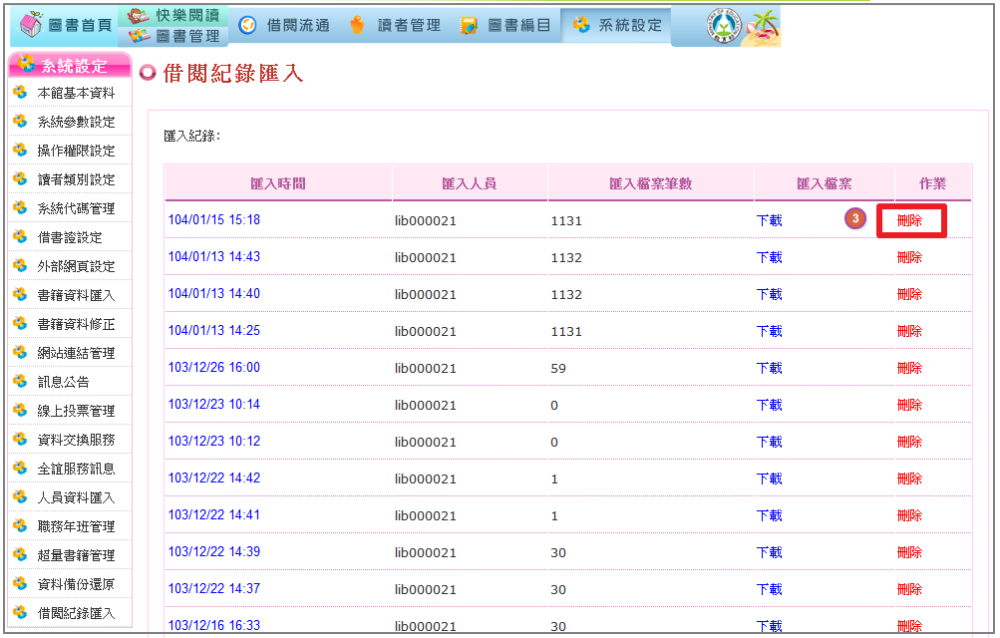 圖書首頁
快樂閱讀
圖書管理
借閱流通
讀者管理
圖書編目
系統設定
系統設定
本館基本資料
系統參數設定
操作權限設定
讀者類別設定
系統代碼管理
借書證設定
外部網頁設定
書籍資料匯入
書籍資料修正
網站連結管理
訊息公告
線上投票管理
資料交換服務
全誼服務訊息
人員資料匯入
職務年班管理
超量書籍管理
資料備份還原
借閱紀錄匯入
借閱紀錄匯入
匯入紀錄:
匯入時間 匯入人員 匯入檔案筆數 匯入檔案 作業
104/01/15 15:18 lib000021 1131 下載 3 刪除
104/01/13 14:43 lib000021 1132 下載 刪除
104/01/13 14:40 lib000021 1132 下載 刪除
104/01/13 14:25 lib000021 1131 下載 刪除
103/12/26 16:00 lib000021 59 下載 刪除
103/12/23 10:14 lib000021 0 下載 刪除
103/12/23 10:12 lib000021 0 下載 刪除
103/12/22 14:42 lib000021 1 下載 刪除
103/12/22 14:41 lib000021 1 下載 刪除
103/12/22 14:39 lib000021 30 下載 刪除
103/12/22 14:37 lib000021 30 下載 刪除
103/12/16 16:33 lib000021 30 下載 刪除